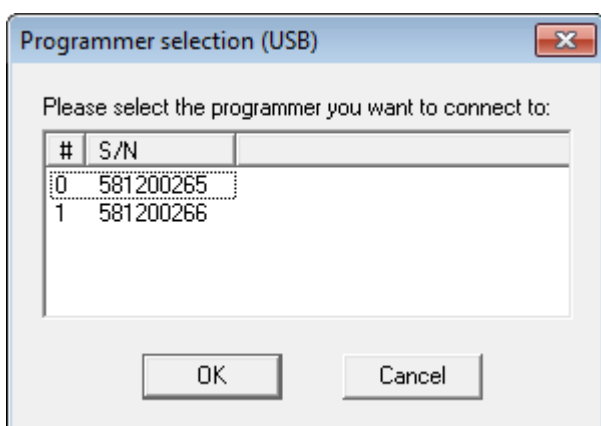 Programmer selection (USB)
Please select the programmer you want to connect to:
# S/N
0 581200265
1 581200266
OK Cancel